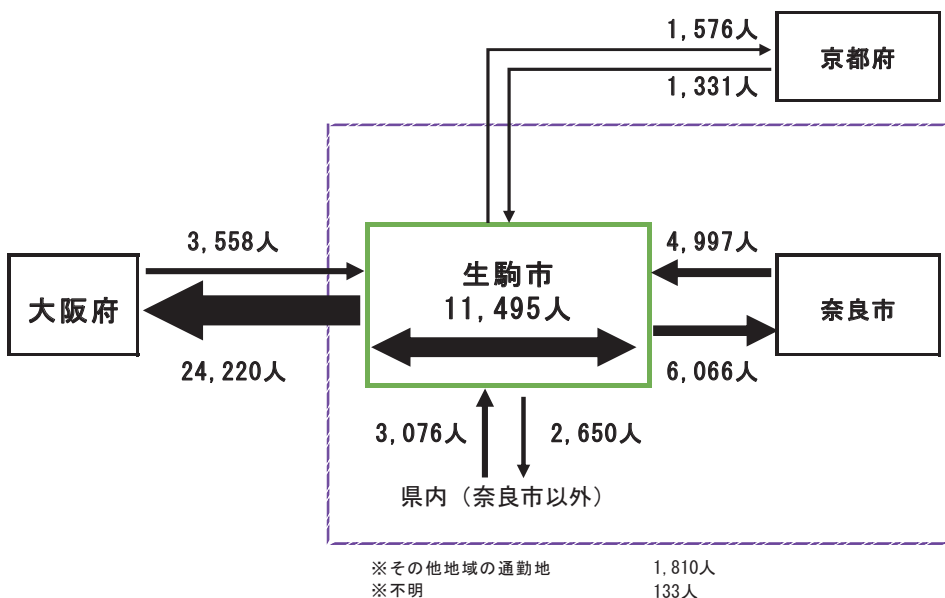 1,576人
京都府
1,331人
3,558人
4,997人
生駒市
11,495人
大阪府
奈良市
24,220人
6,066人
3,076人
2,650人
県内（奈良市以外）
※その他地域の通勤地 1,810人
※不明 133人